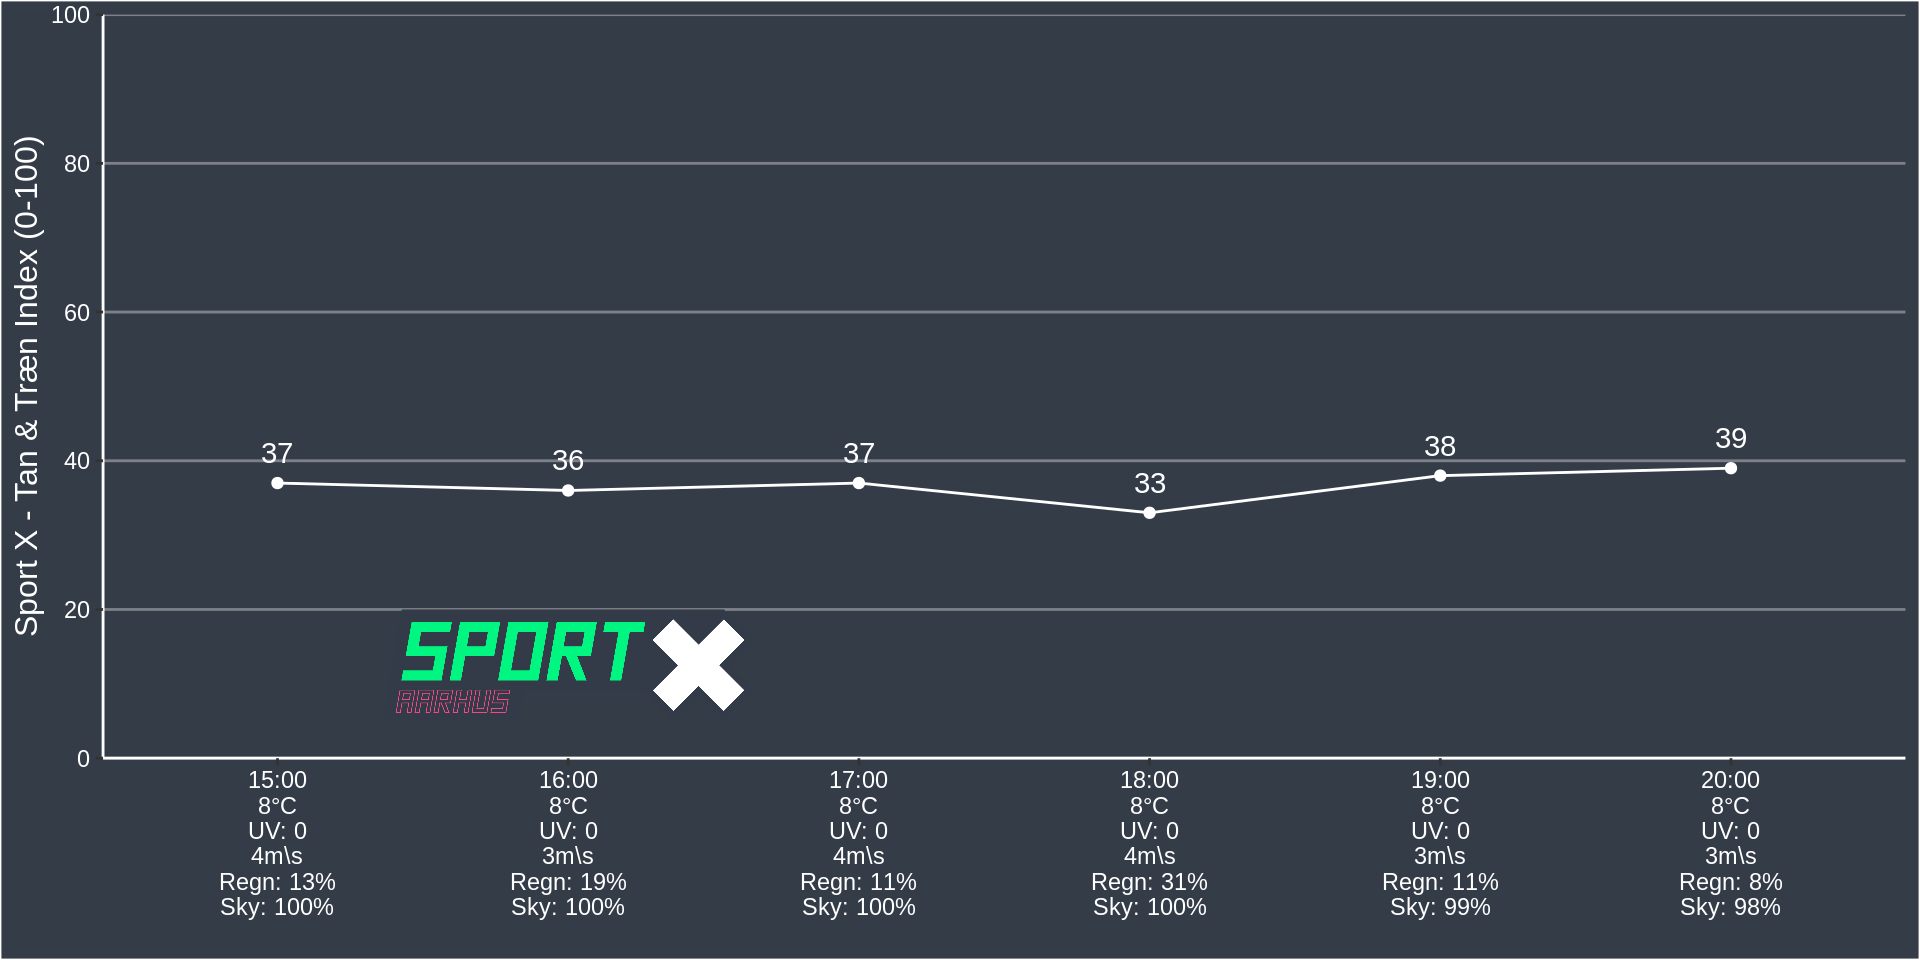 Sport X - Tan & Træn Index (0-100)
100
80
60
40
20
0
37
36
37
33
38
39
SPORT X
AARHUS
15:00
8°C
UV: 0
4m\s
Regn: 13%
Sky: 100%
16:00
8°C
UV: 0
3m\s
Regn: 19%
Sky: 100%
17:00
8°C
UV: 0
4m\s
Regn: 11%
Sky: 100%
18:00
8°C
UV: 0
4m\s
Regn: 31%
Sky: 100%
19:00
8°C
UV: 0
3m\s
Regn: 11%
Sky: 99%
20:00
8°C
UV: 0
3m\s
Regn: 8%
Sky: 98%